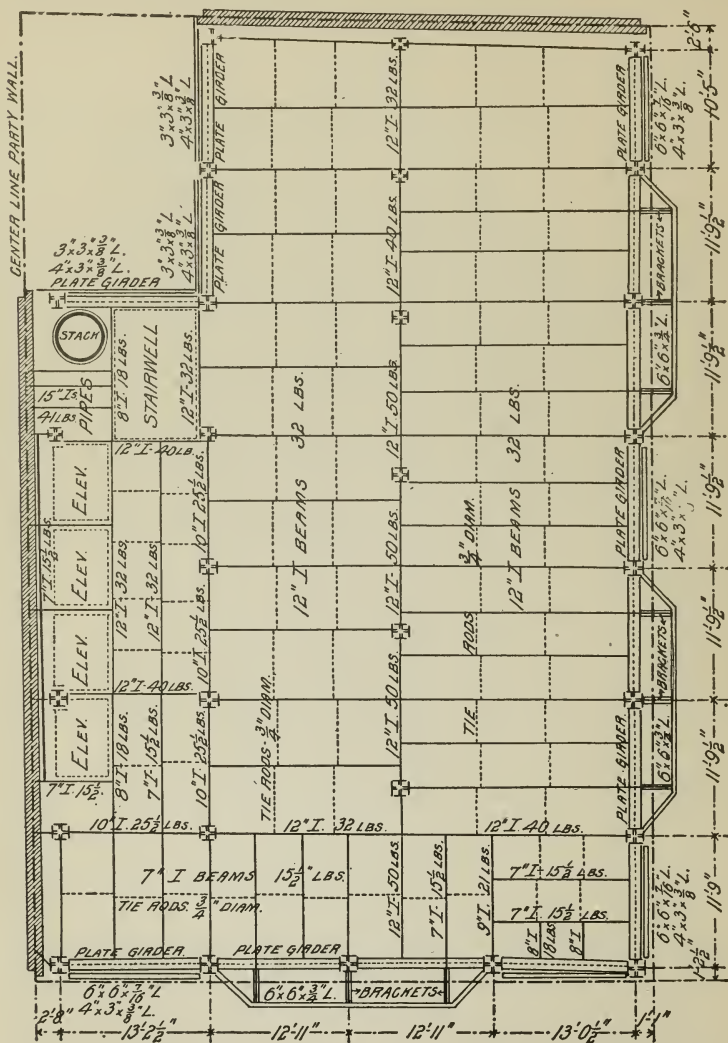 CENTER LINE PARTY WALL.
3"x3"x3/8" L
4"x3"x3/8" L
PLATE GIRDER
12" I-32 LBS.
PLATE GIRDER
6"x6"x7/16" L.
4"x3"x3/8" L.
2'-6"
10'-5"
3"x3"x3/8" L.
4"x3"x3/8" L.
PLATE GIRDER
3"x3"x3/8" L
4"x3"x3/8" L
PLATE GIRDER
12" I-40 LBS.
BRACKETS
6"x6"x3/4" L
11'-9 1/2"
11'-9 1/2"
STACK
8" I 18 LBS.
STAIRWELL
12" I-32 LBS.
15" Is.
41 LBS.
PIPES
12" I-40 LB.
12" I BEAMS 32 LBS.
12" I 50 LBS.
12" I BEAMS 32 LBS.
3/4" DIAM.
TIE RODS
PLATE GIRDER
11'-9 1/2"
ELEV.
ELEV.
ELEV.
ELEV.
7" I-15 1/2 LBS.
12" I-32 LBS.
12" I-32 LBS.
10" I 25 1/2 LBS.
10" I 25 1/2 LBS.
12" I-50 LBS.
11'-9 1/2"
12" I-40 LBS.
8" I-18 LBS.
7" I-15 1/2 LBS.
10" I 25 1/2 LBS.
TIE RODS-3/4" DIAM.
12" I 50 LBS.
BRACKETS
6"x6"x3/4" L
PLATE GIRDER
11'-9 1/2"
11'-9 1/2"
7" I-15 1/2
10" I-25 1/2 LBS.
12" I. 32 LBS.
12" I 40 LBS.
7" I BEAMS 15 1/2" LBS.
TIE RODS 3/4" DIAM.
12" I-50 LBS.
7" I-15 1/2 LBS.
9" I-21 LBS.
7" I-15 1/2 LBS.
7" I. 15 1/2 LBS.
8" I
18 LBS
8" I
6"x6"x7/16" L
4"x3"x3/8" L
11'-9"
PLATE GIRDER
PLATE GIRDER
6"x6"x7/16" L
4"x3"x3/8" L
6"x6"x3/4" L.
BRACKETS
1'-2 1/2"
2'-8"
13'-2 1/2"
12'-11"
12'-11"
13'-0 1/2"
1'-1"